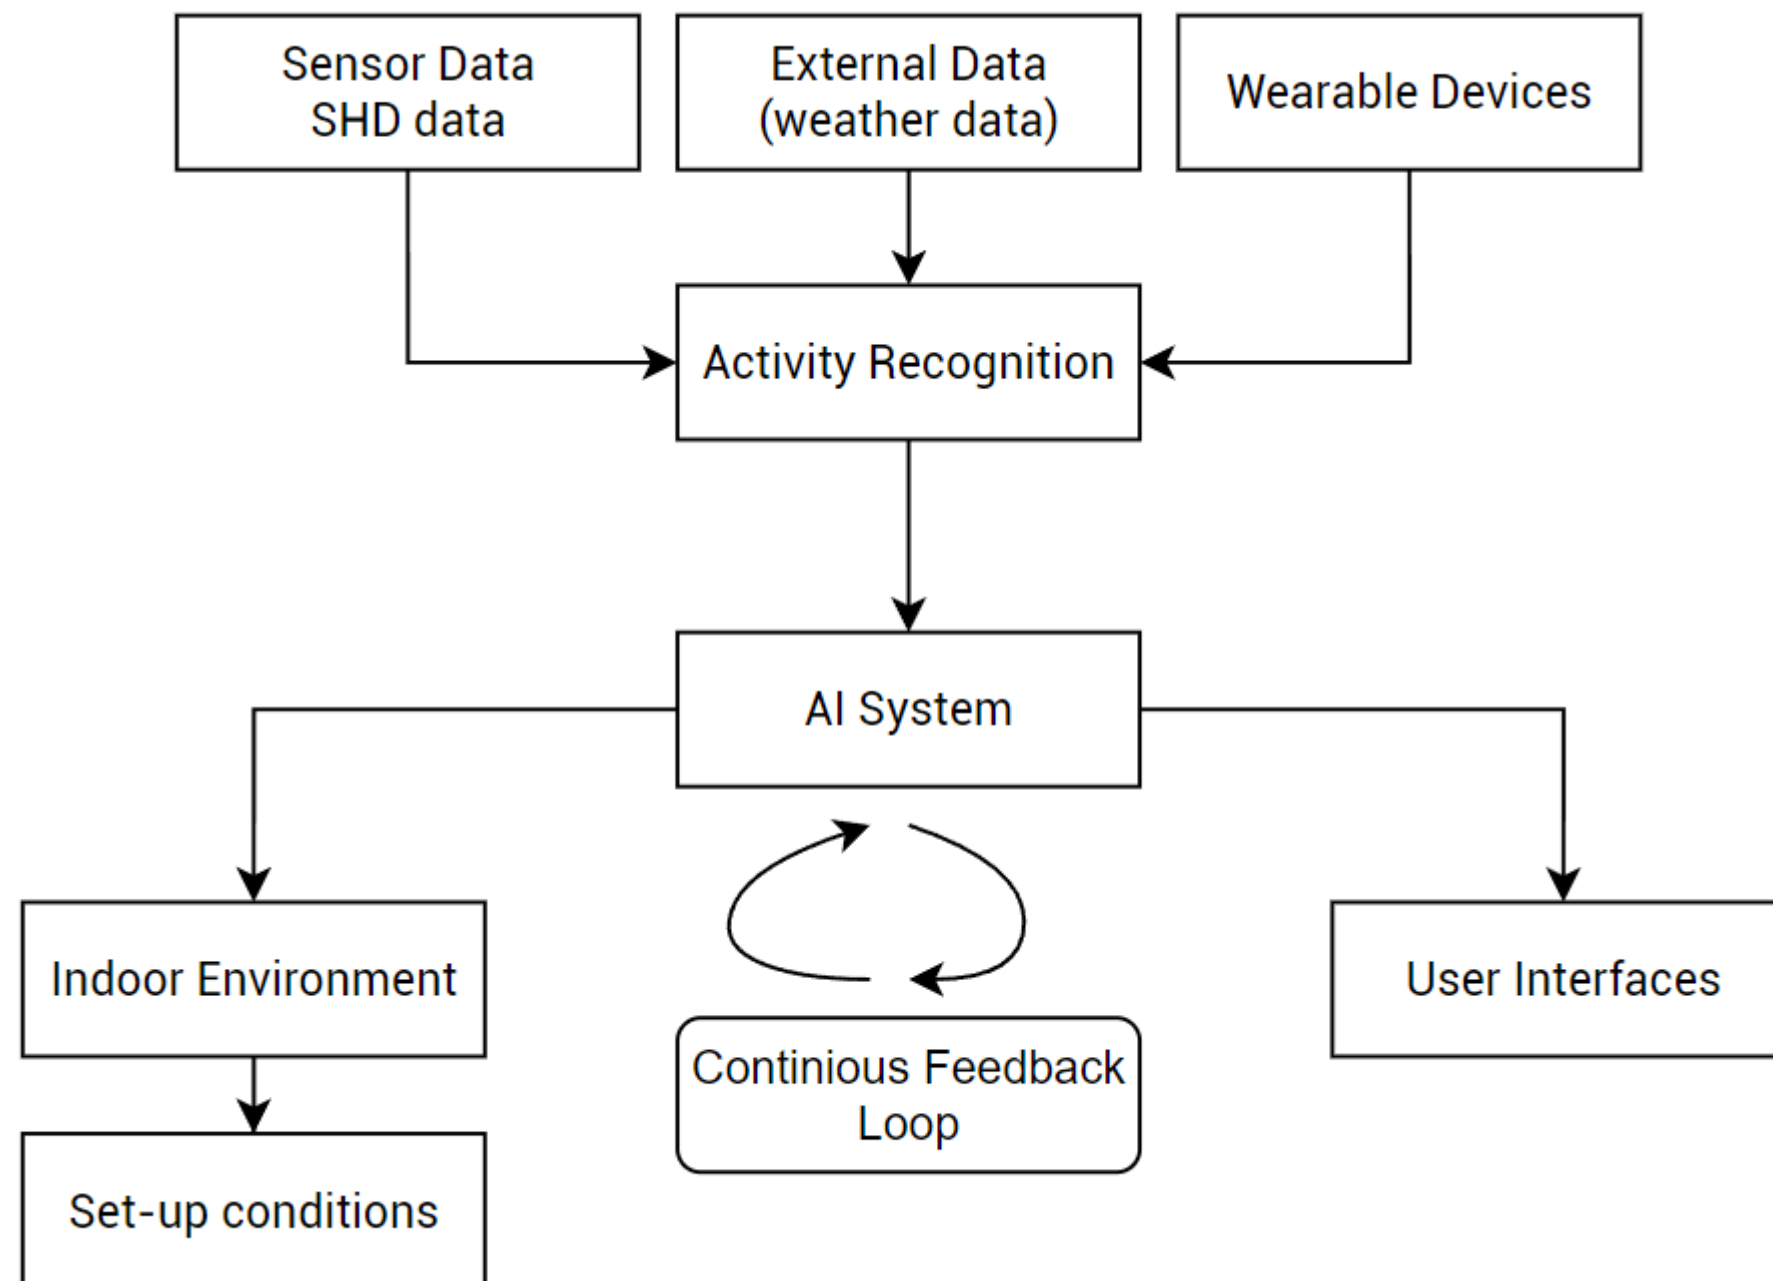 Sensor Data
SHD data
External Data
(weather data)
Wearable Devices
Activity Recognition
AI System
Indoor Environment
User Interfaces
Continious Feedback
Loop
Set-up conditions